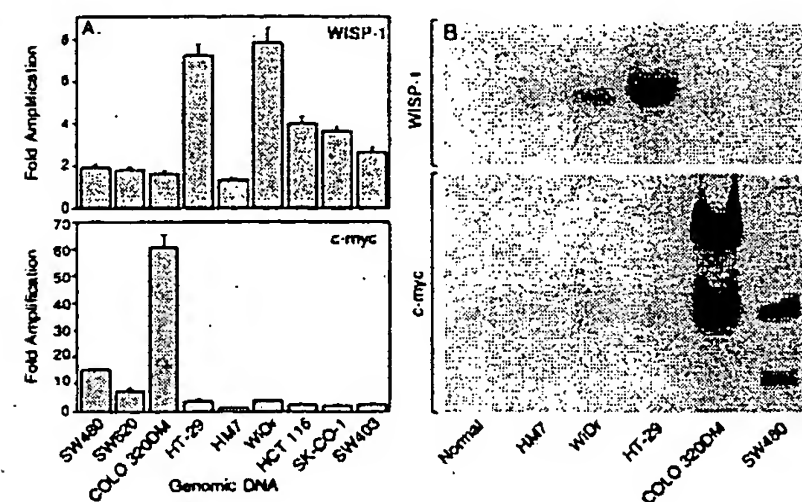 A.
WISP-1
Fold Amplification
8
6
4
2
0
c-myc
Fold Amplification
70
60
50
40
30
20
10
0
SW480
SW620
COLO 320DM
HT-29
HM7
WiDr
HCT 116
SK-CO-1
SW403
Genomic DNA
B.
WISP-1
c-myc
Normal
HM7
WiDr
HT-29
COLO 320DM
SW480